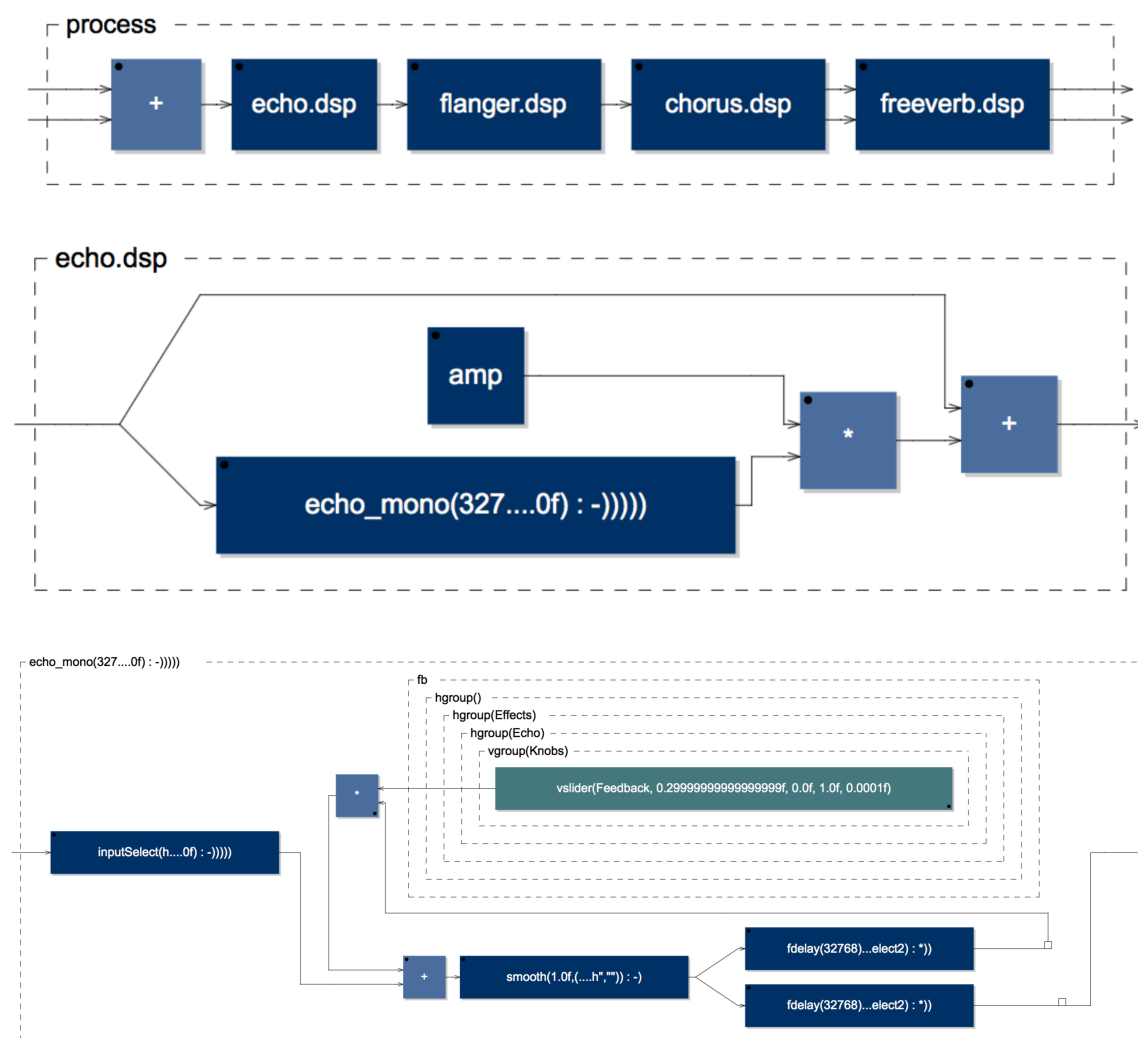 process
+
echo.dsp
flanger.dsp
chorus.dsp
freeverb.dsp
echo.dsp
amp
*
+
echo_mono(327....0f) : -)))))
echo_mono(327....0f) : -)))))
fb
hgroup()
hgroup(Effects)
hgroup(Echo)
vgroup(Knobs)
vslider(Feedback, 0.29999999999999999f, 0.0f, 1.0f, 0.0001f)
*
inputSelect(h....0f) : -)))))
fdelay(32768)...elect2) : *))
+
smooth(1.0f,(....h","")) : -)
fdelay(32768)...elect2) : *))